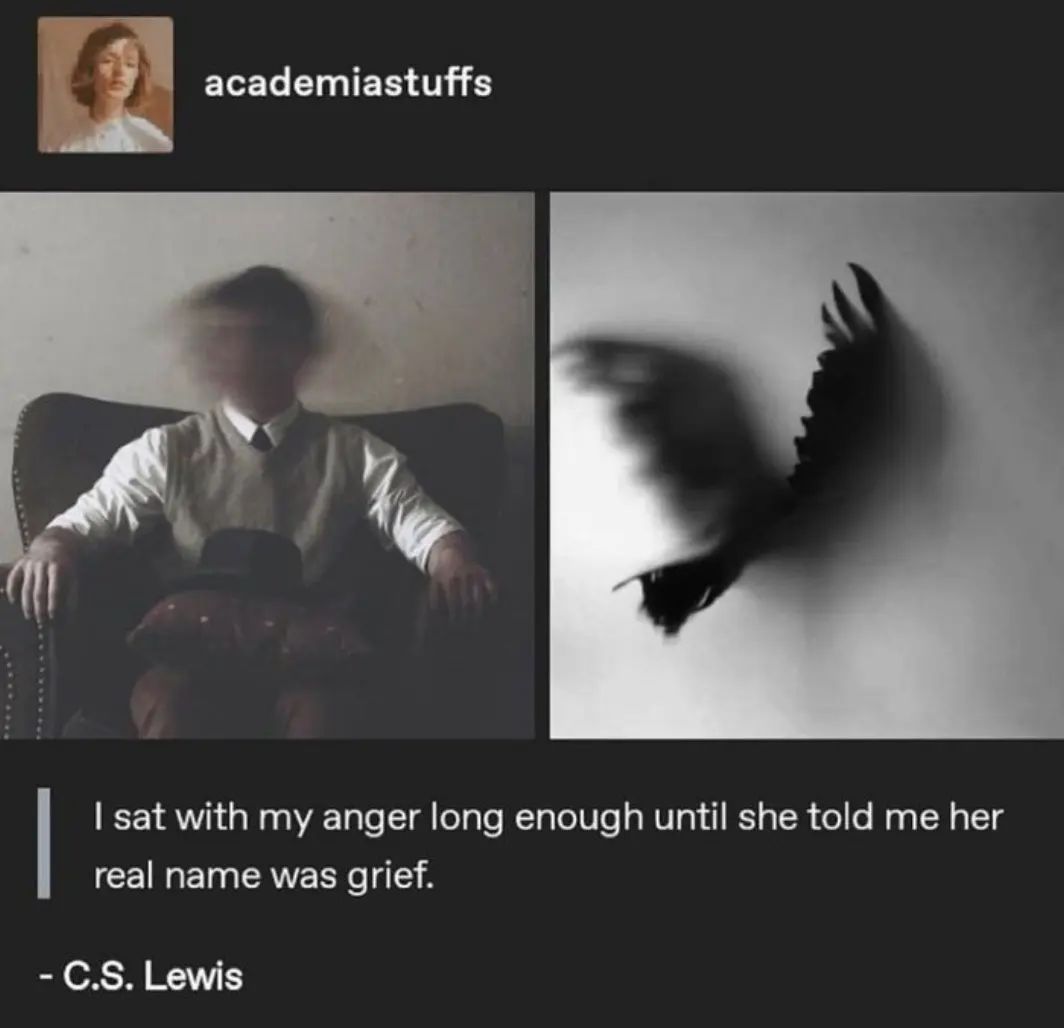 academiastuffs
I sat with my anger long enough until she told me her
real name was grief.
- C.S. Lewis